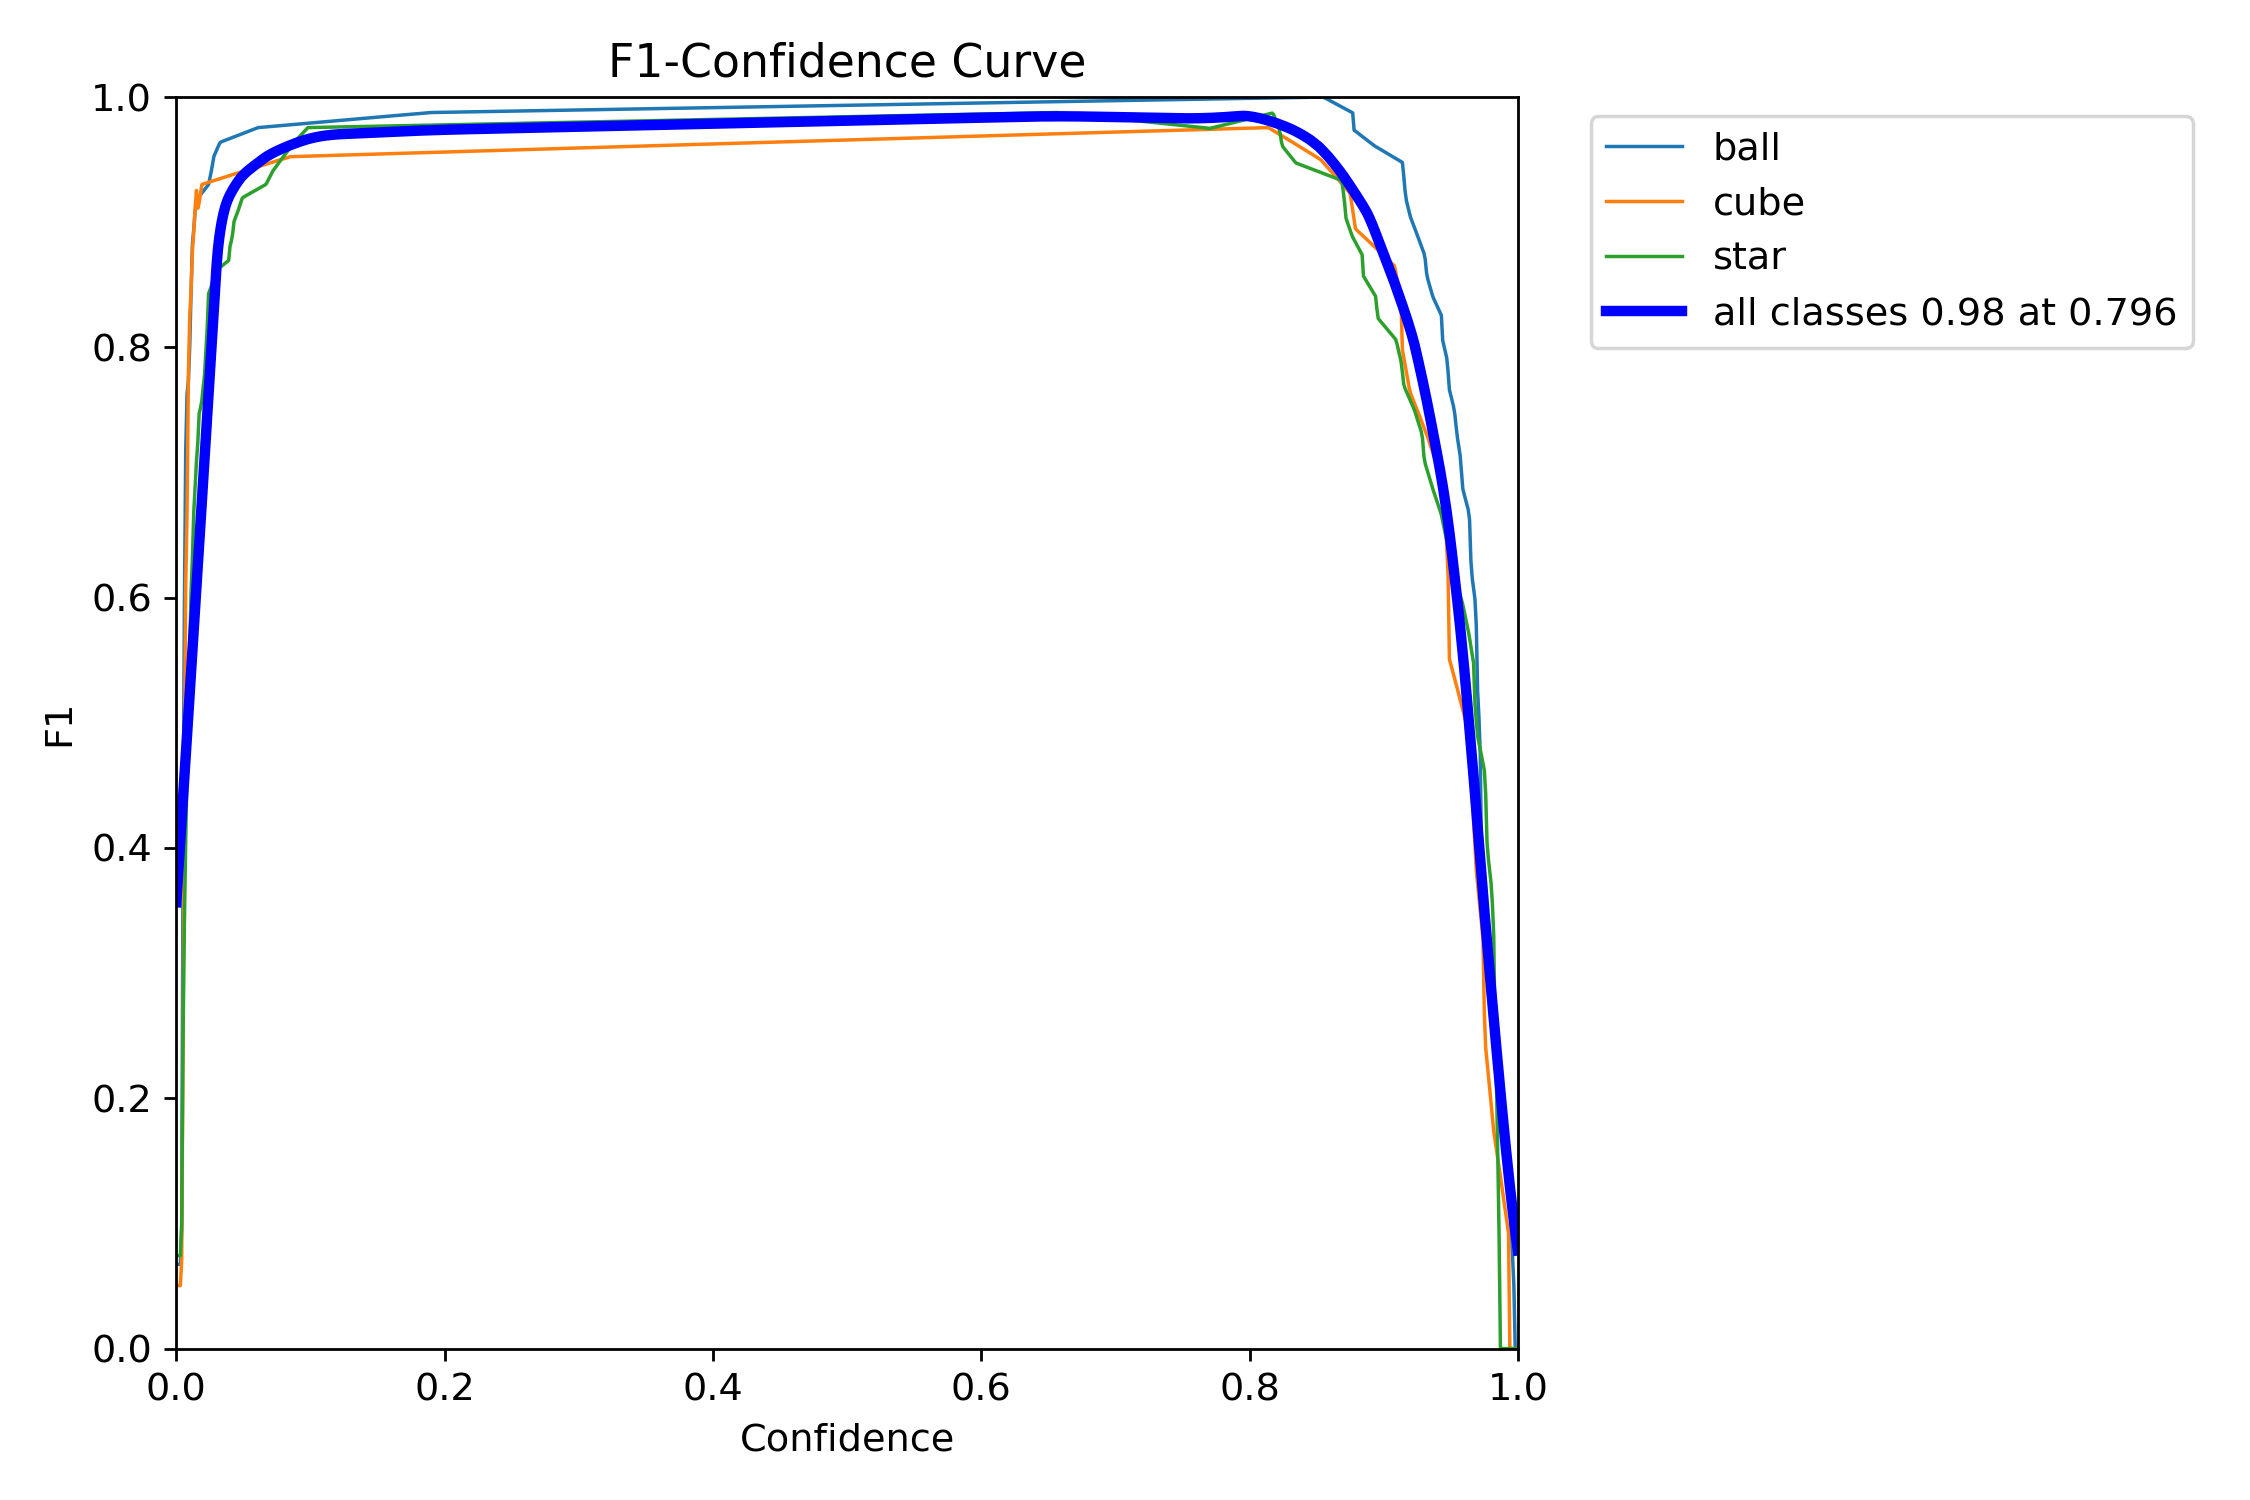 F1-Confidence Curve
1.0
0.8
0.6
0.4
0.2
0.0
F1
0.0 0.2 0.4 0.6 0.8 1.0
Confidence
ball
cube
star
all classes 0.98 at 0.796